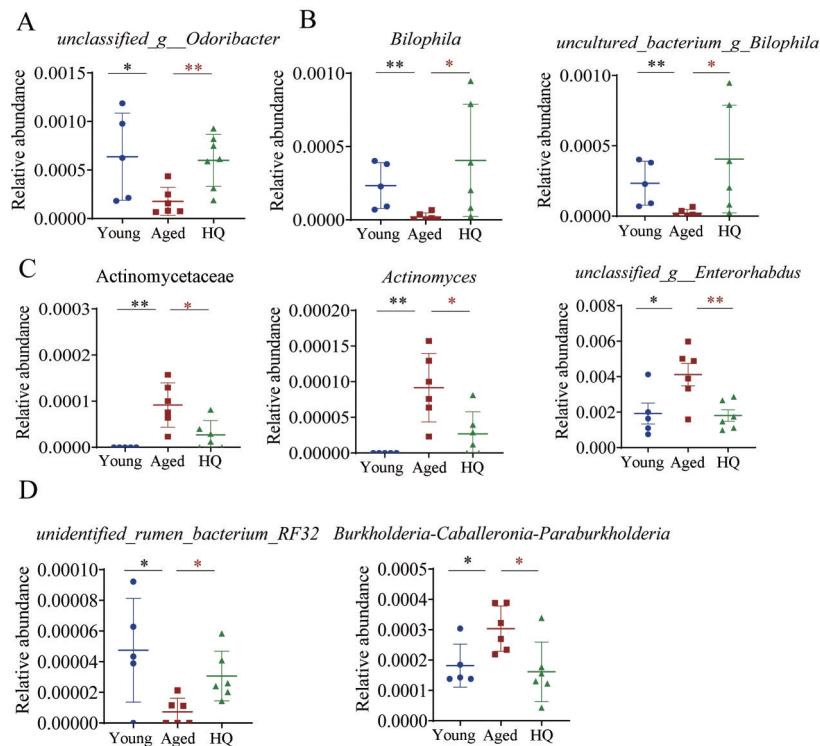 A
unclassified_g__Odoribacter
Relative abundance
0.0015
0.0010
0.0005
0.0000
* **
Young Aged HQ
B
Bilophila
Relative abundance
0.0010
0.0005
0.0000
** *
Young Aged HQ
uncultured_bacterium_g_Bilophila
Relative abundance
0.0010
0.0005
0.0000
** *
Young Aged HQ
C
Actinomycetaceae
Relative abundance
0.0003
0.0002
0.0001
0.0000
** *
Young Aged HQ
Actinomyces
Relative abundance
0.00020
0.00015
0.00010
0.00005
0.00000
** *
Young Aged HQ
unclassified_g__Enterorhabdus
Relative abundance
0.008
0.006
0.004
0.002
0.000
* **
Young Aged HQ
D
unidentified_rumen_bacterium_RF32
Relative abundance
0.00010
0.00008
0.00006
0.00004
0.00002
0.00000
* *
Young Aged HQ
Burkholderia-Caballeronia-Paraburkholderia
Relative abundance
0.0005
0.0004
0.0003
0.0002
0.0001
0.0000
* *
Young Aged HQ